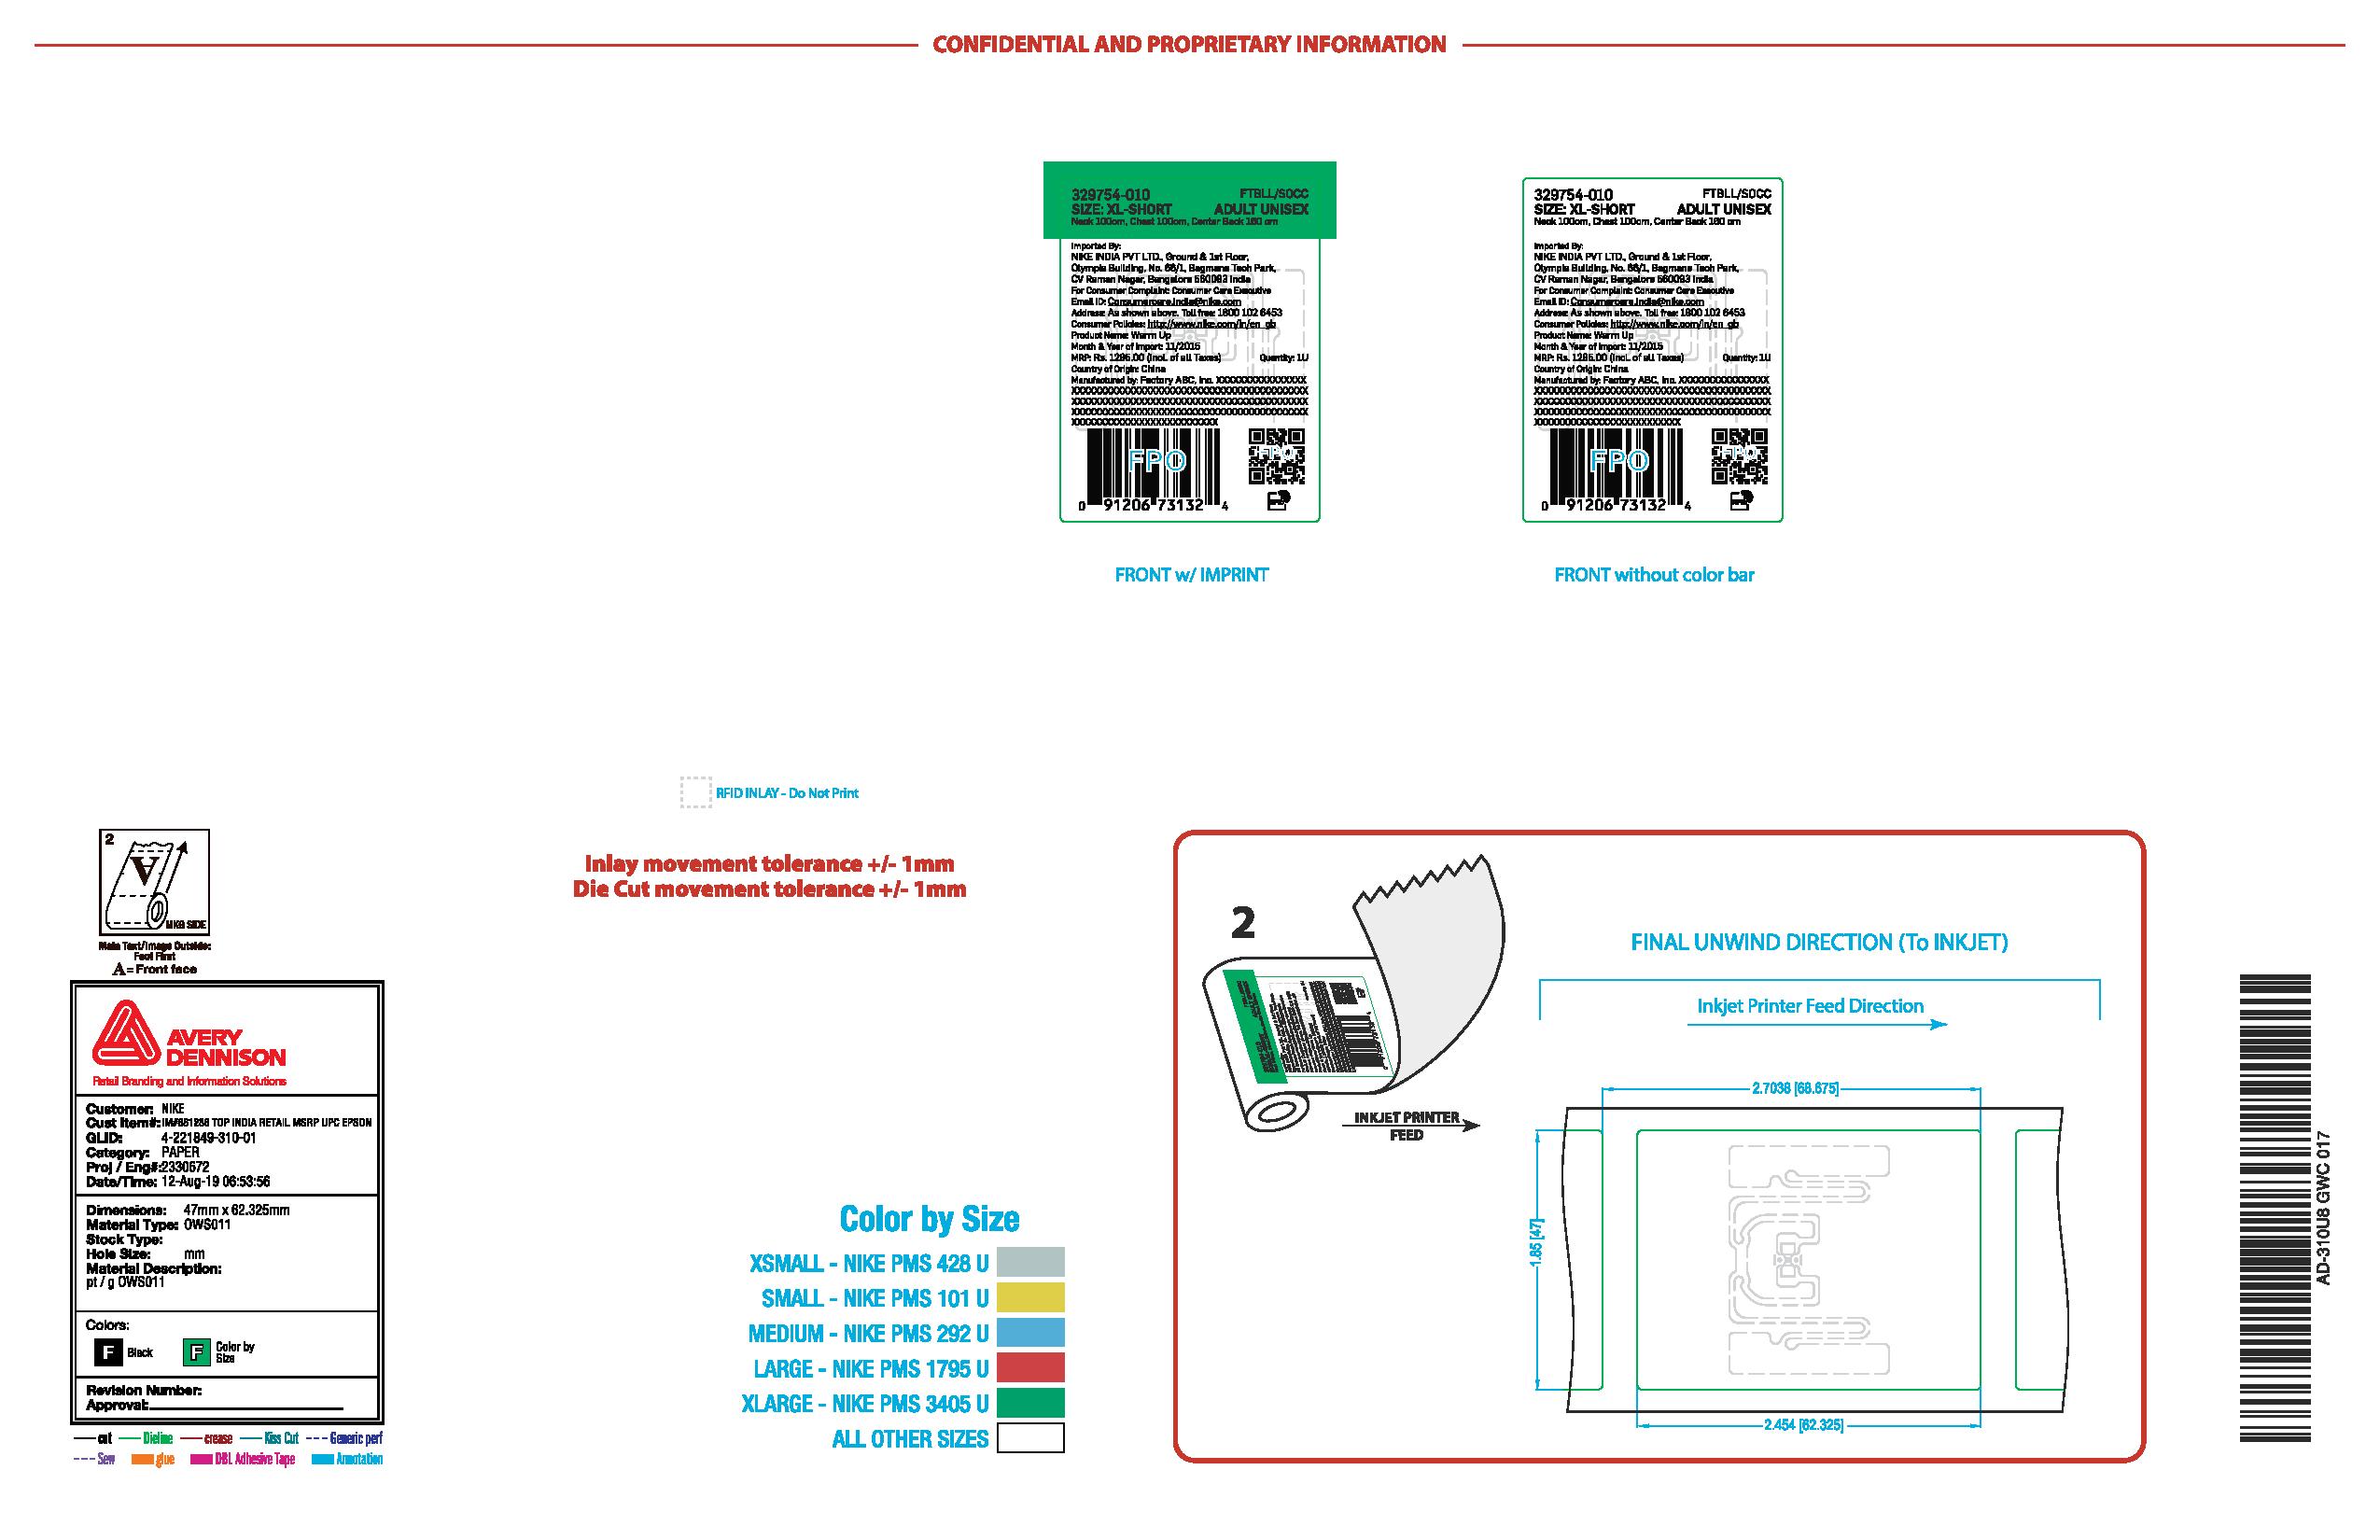 CONFIDENTIAL AND PROPRIETARY INFORMATION
329754-010 FTBLL/SOCC
SIZE: XL-SHORT ADULT UNISEX
Neck 100cm, Chest 100cm, Center Back 160 cm
Imported By:
NIKE INDIA PVT LTD., Ground & 1st Floor,
Olympia Building, No. 66/1, Bagmane Tech Park,
CV Raman Nagar, Bangalore 560093 India
For Consumer Complaint: Consumer Care Executive
Email ID: Consumercare.india@nike.com
Address: As shown above. Toll free: 1800 102 6453
Consumer Policies: http://www.nike.com/in/en_gb
Product Name: Warm Up
Month & Year of Import: 11/2015
MRP: Rs. 1295.00 (Incl. of all Taxes) Quantity: 1U
Country of Origin: China
Manufactured by: Factory ABC, Inc.
FPO
FPO
0 91206 73132 4
FRONT w/ IMPRINT
329754-010 FTBLL/SOCC
SIZE: XL-SHORT ADULT UNISEX
Neck 100cm, Chest 100cm, Center Back 160 cm
Imported By:
NIKE INDIA PVT LTD., Ground & 1st Floor,
Olympia Building, No. 66/1, Bagmane Tech Park,
CV Raman Nagar, Bangalore 560093 India
For Consumer Complaint: Consumer Care Executive
Email ID: Consumercare.india@nike.com
Address: As shown above. Toll free: 1800 102 6453
Consumer Policies: http://www.nike.com/in/en_gb
Product Name: Warm Up
Month & Year of Import: 11/2015
MRP: Rs. 1295.00 (Incl. of all Taxes) Quantity: 1U
Country of Origin: China
Manufactured by: Factory ABC, Inc.
FPO
FPO
0 91206 73132 4
FRONT without color bar
RFID INLAY - Do Not Print
Inlay movement tolerance +/- 1mm
Die Cut movement tolerance +/- 1mm
2
A
MKG SIDE
Main Text/Image Outside:
Foot First
A = Front face
AVERY
DENNISON
Retail Branding and Information Solutions
Customer: NIKE
Cust Item#: IM#681286 TOP INDIA RETAIL MSRP UPC EPSON
GLID: 4-221849-310-01
Category: PAPER
Proj / Eng#: 2330672
Date/Time: 12-Aug-19 06:53:56
Dimensions: 47mm x 62.325mm
Material Type: OWS011
Stock Type:
Hole Size: mm
Material Description:
pt / g OWS011
Colors:
F Black F Color by
Size
Revision Number:
Approval:
cut Dieline crease Kiss Cut Generic perf
Sew glue DBL Adhesive Tape Annotation
Color by Size
XSMALL - NIKE PMS 428 U
SMALL - NIKE PMS 101 U
MEDIUM - NIKE PMS 292 U
LARGE - NIKE PMS 1795 U
XLARGE - NIKE PMS 3405 U
ALL OTHER SIZES
2
INKJET PRINTER
FEED
FINAL UNWIND DIRECTION (To INKJET)
Inkjet Printer Feed Direction
2.7038 [68.675]
1.85 [47]
2.454 [62.325]
AD-310U8 GWC 017